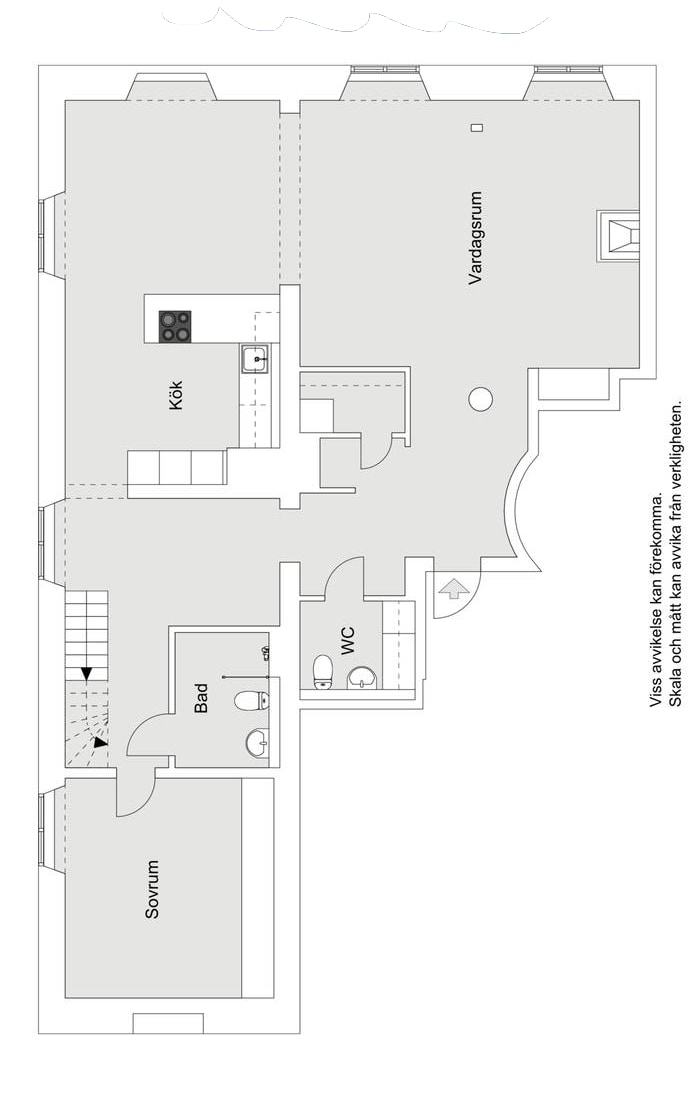 Vardagsrum
Kök
WC
Bad
Sovrum
Viss avvikelse kan förekomma.
Skala och mått kan avvika från verkligheten.